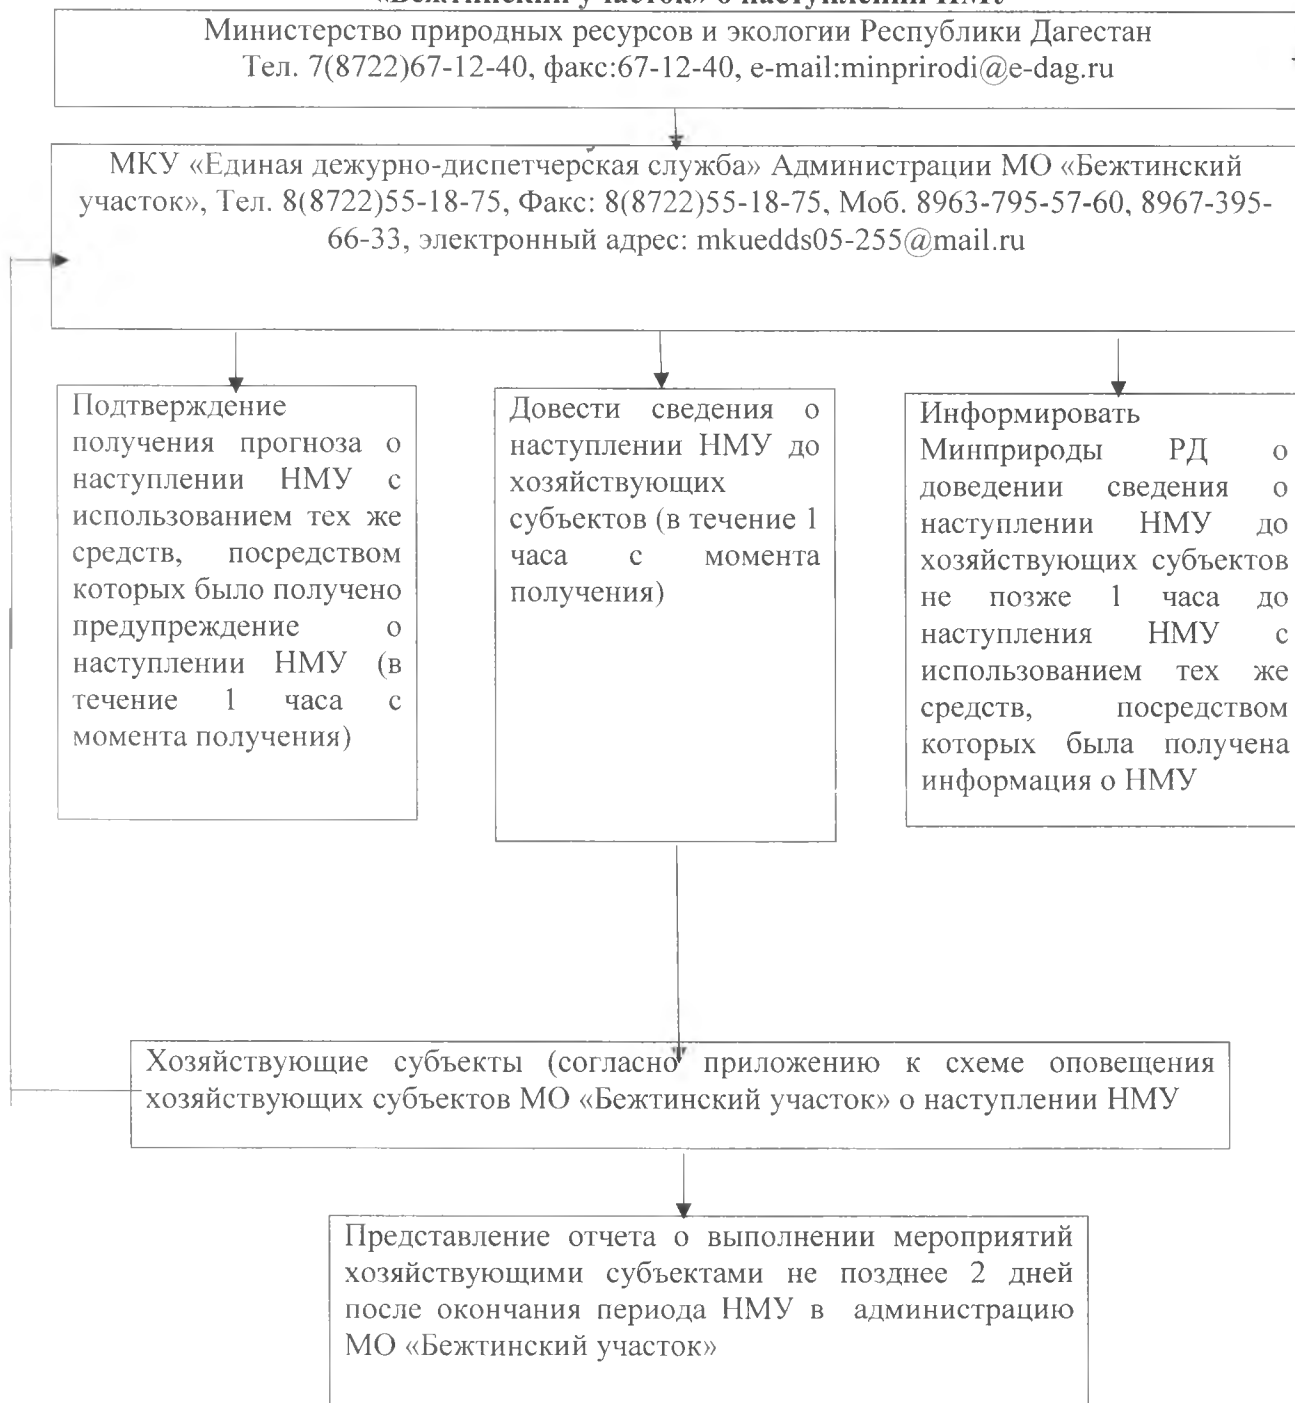 «Бежтинский участок» о наступлении НМУ
Министерство природных ресурсов и экологии Республики Дагестан
Тел. 7(8722)67-12-40, факс:67-12-40, e-mail:minprirodi@e-dag.ru
МКУ «Единая дежурно-диспетчерская служба» Администрации МО «Бежтинский
участок», Тел. 8(8722)55-18-75, Факс: 8(8722)55-18-75, Моб. 8963-795-57-60, 8967-395-
66-33, электронный адрес: mkuedds05-255@mail.ru
Подтверждение
получения прогноза о
наступлении НМУ с
использованием тех же
средств, посредством
которых было получено
предупреждение о
наступлении НМУ (в
течение 1 часа с
момента получения)
Довести сведения о
наступлении НМУ до
хозяйствующих
субъектов (в течение 1
часа с момента
получения)
Информировать
Минприроды РД о
доведении сведения о
наступлении НМУ до
хозяйствующих субъектов
не позже 1 часа до
наступления НМУ с
использованием тех же
средств, посредством
которых была получена
информация о НМУ
Хозяйствующие субъекты (согласно приложению к схеме оповещения
хозяйствующих субъектов МО «Бежтинский участок» о наступлении НМУ
Представление отчета о выполнении мероприятий
хозяйствующими субъектами не позднее 2 дней
после окончания периода НМУ в администрацию
МО «Бежтинский участок»